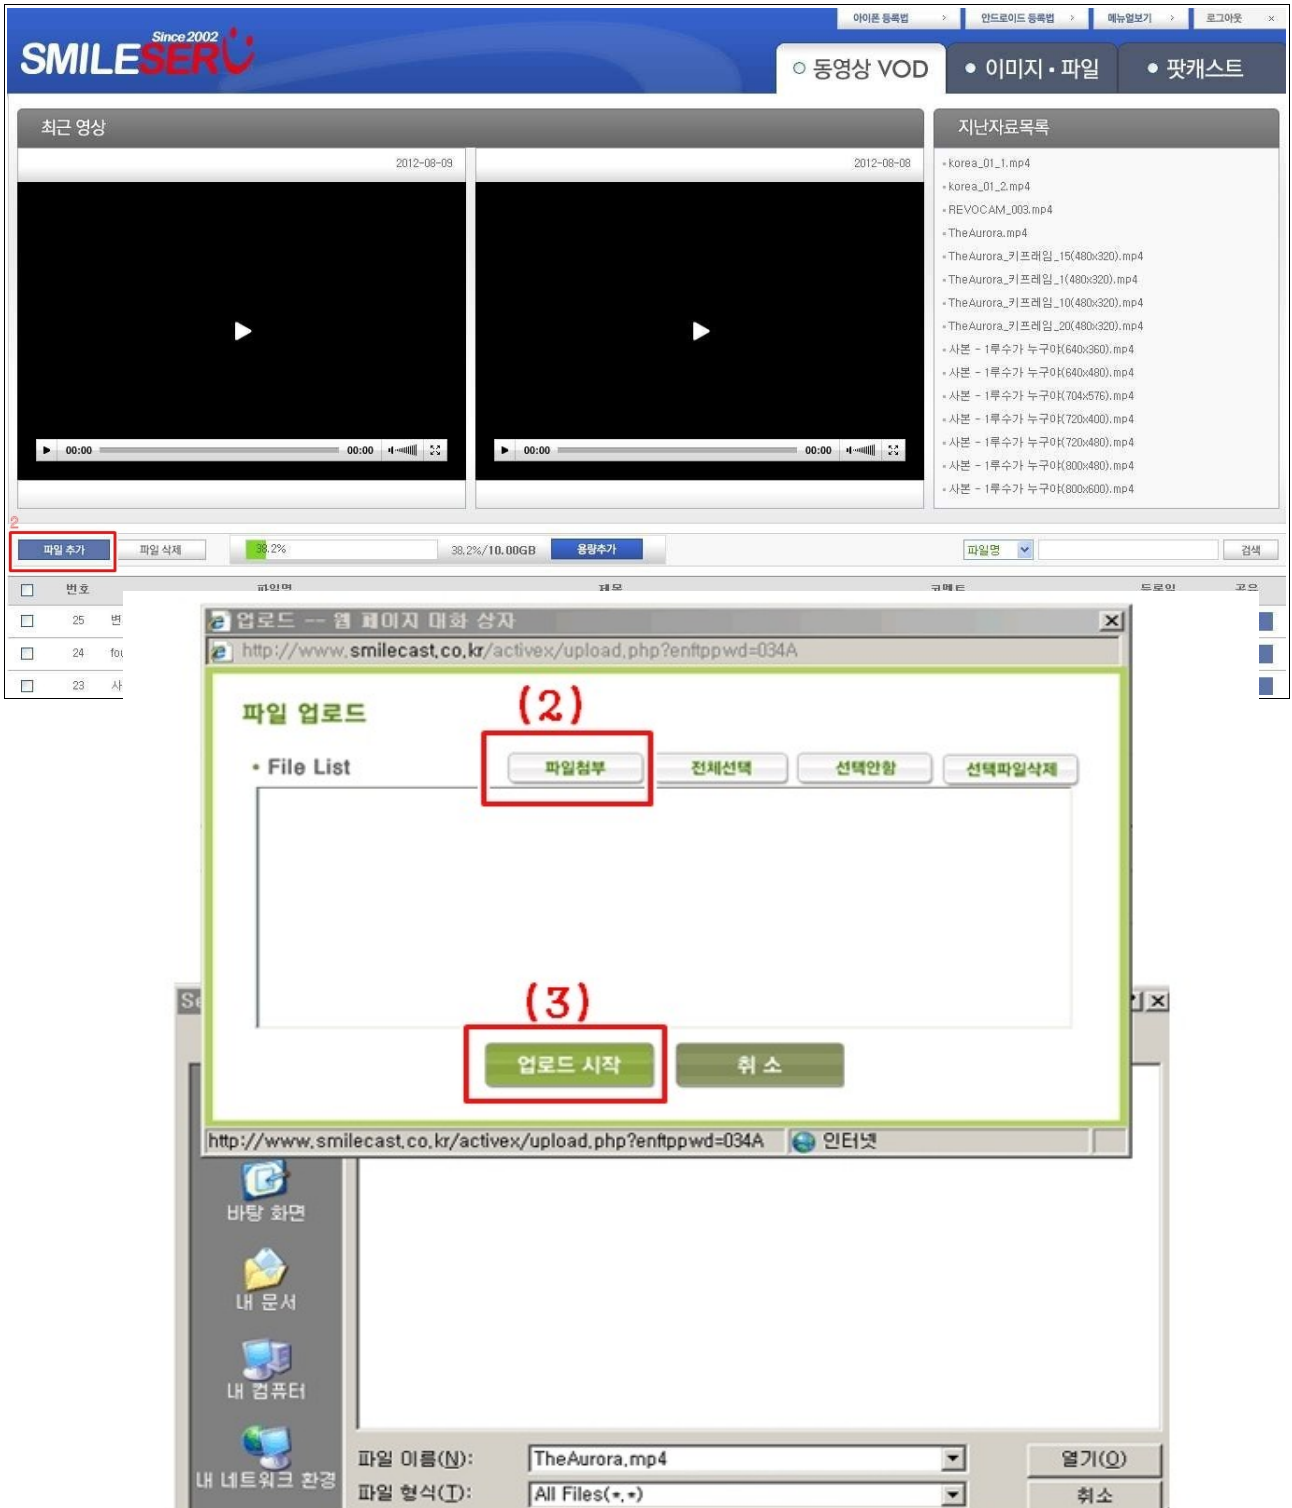 아이폰 등록법 > 안드로이드 등록법 > 메뉴얼보기 > 로그아웃 ×
Since 2002
SMILESERV
동영상 VOD
• 이미지 • 파일
• 팟캐스트
최근 영상
2012-08-09
2012-08-08
00:00 00:00
00:00 00:00
지난자료목록
korea_01_1.mp4
korea_01_2.mp4
REVOCAM_003.mp4
TheAurora.mp4
TheAurora_키프래임_15(480x320).mp4
TheAurora_키프레임_1(480x320).mp4
TheAurora_키프레임_10(480x320).mp4
TheAurora_키프레임_20(480x320).mp4
사본 - 1루수가 누구야(640x360).mp4
사본 - 1루수가 누구야(640x480).mp4
사본 - 1루수가 누구야(704x576).mp4
사본 - 1루수가 누구야(720x400).mp4
사본 - 1루수가 누구야(720x480).mp4
사본 - 1루수가 누구야(800x480).mp4
사본 - 1루수가 누구야(800x600).mp4
2
파일 추가 파일 삭제 38.2% 38.2%/10.00GB 용량추가 파일명 검색
번호 파일명 제목 코멘트 등록일 공유
25 변
24 fou
23 사
업로드 -- 웹 페이지 대화 상자
http://www.smilecast.co.kr/activex/upload.php?enftppwd=034A
파일 업로드
(2)
• File List 파일첨부 전체선택 선택안함 선택파일삭제
(3)
Se
업로드 시작 취 소
http://www.smilecast.co.kr/activex/upload.php?enftppwd=034A 인터넷
바탕 화면
내 문서
내 컴퓨터
내 네트워크 환경
파일 이름(N): TheAurora.mp4 열기(O)
파일 형식(T): All Files(*.*) 취소